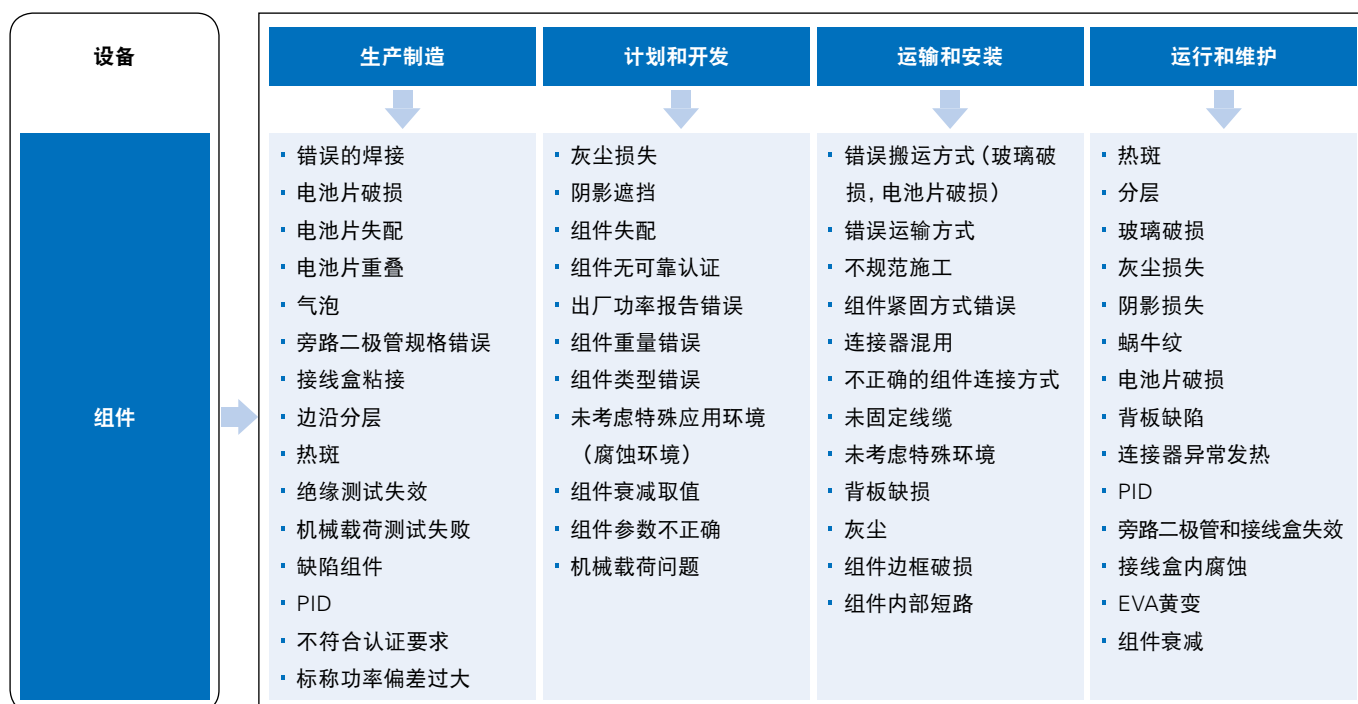 设备
组件
生产制造
错误的焊接
电池片破损
电池片失配
电池片重叠
气泡
旁路二极管规格错误
接线盒粘接
边沿分层
热斑
绝缘测试失效
机械载荷测试失败
缺陷组件
PID
不符合认证要求
标称功率偏差过大
计划和开发
灰尘损失
阴影遮挡
组件失配
组件无可靠认证
出厂功率报告错误
组件重量错误
组件类型错误
未考虑特殊应用环境
（腐蚀环境）
组件衰减取值
组件参数不正确
机械载荷问题
运输和安装
错误搬运方式（玻璃破
损，电池片破损）
错误运输方式
不规范施工
组件紧固方式错误
连接器混用
不正确的组件连接方式
未固定线缆
未考虑特殊环境
背板缺损
灰尘
组件边框破损
组件内部短路
运行和维护
热斑
分层
玻璃破损
灰尘损失
阴影损失
蜗牛纹
电池片破损
背板缺陷
连接器异常发热
PID
旁路二极管和接线盒失效
接线盒内腐蚀
EVA黄变
组件衰减